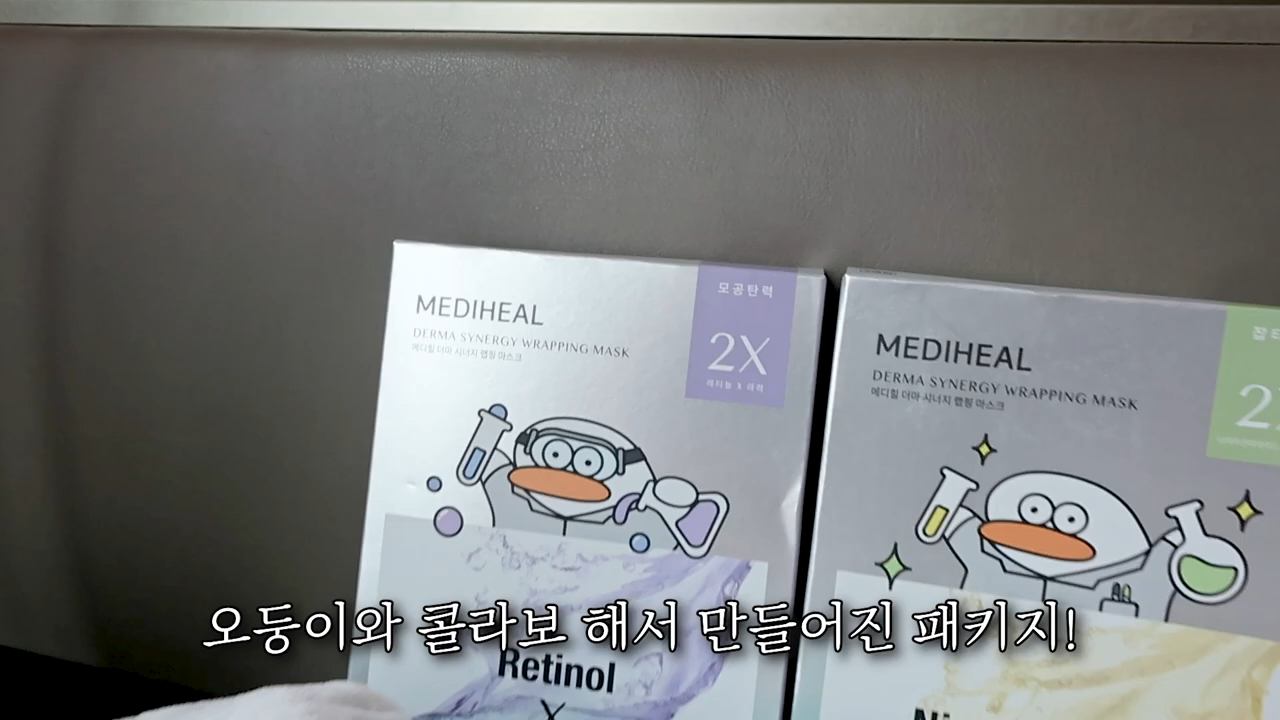 MEDIHEAL
DERMA SYNERGY WRAPPING MASK
메디힐 더마 시너지 랩핑 마스크
모공탄력
2X
Retinol
X
MEDIHEAL
DERMA SYNERGY WRAPPING MASK
메디힐 더마 시너지 랩핑 마스크
2
오둥이와 콜라보 해서 만들어진 패키지!